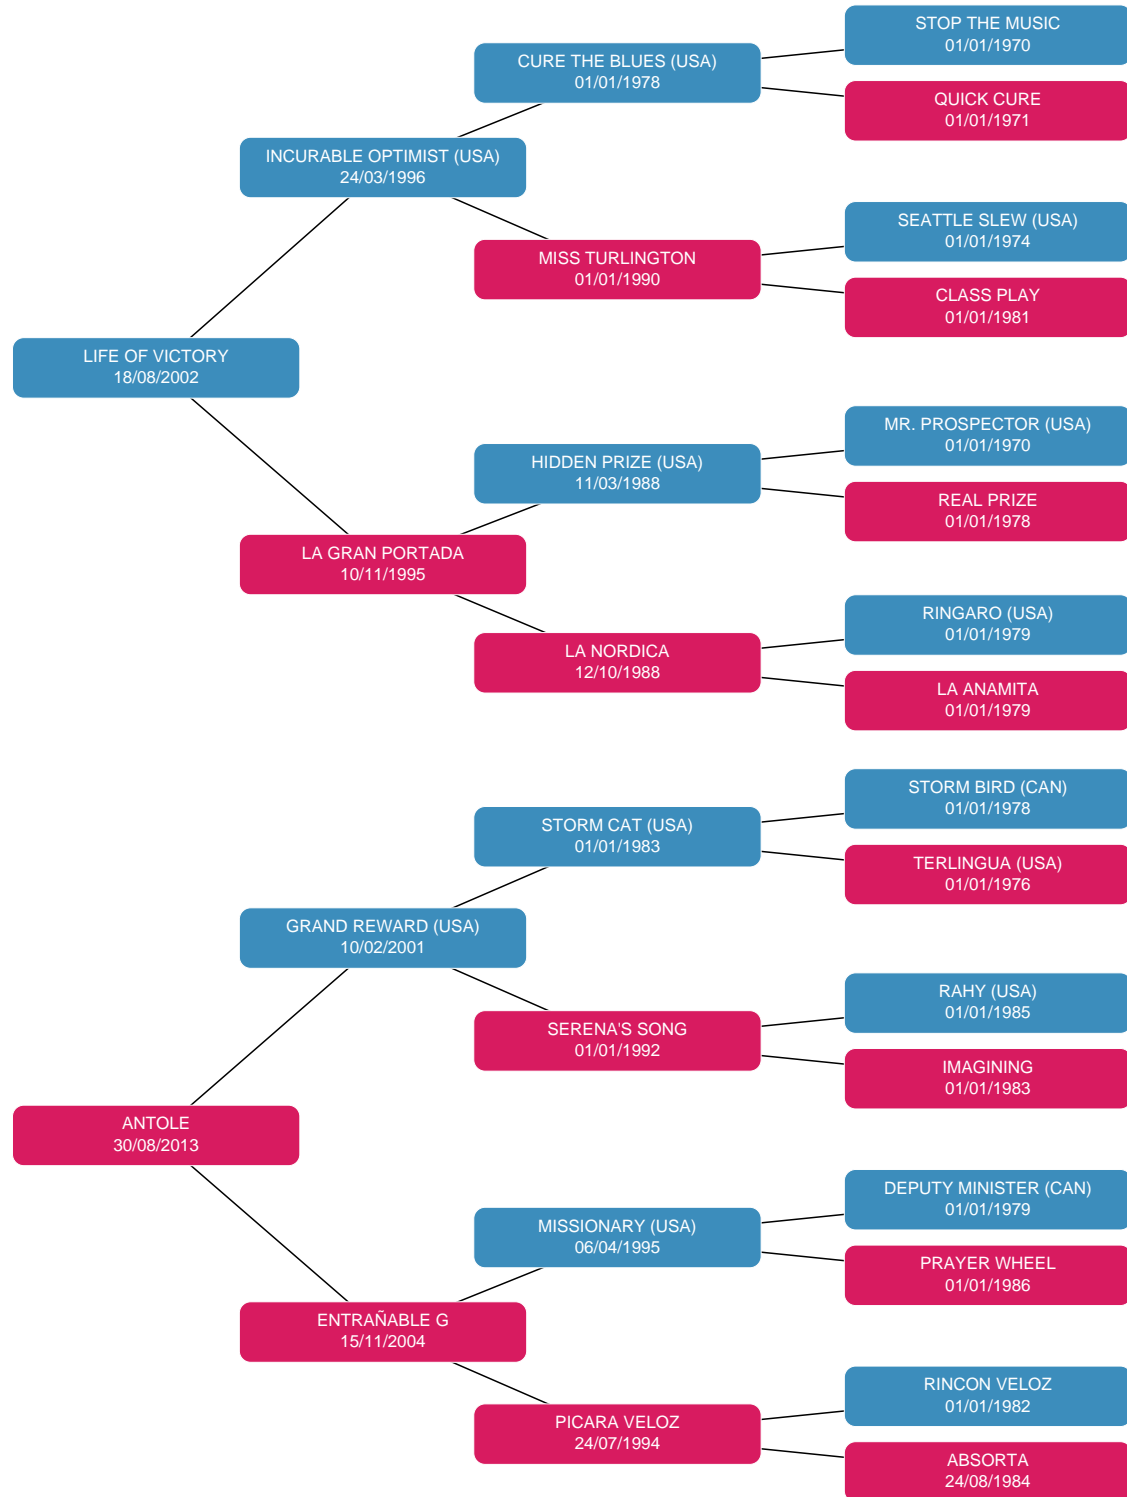 STOP THE MUSIC
01/01/1970
CURE THE BLUES (USA)
01/01/1978
QUICK CURE
01/01/1971
INCURABLE OPTIMIST (USA)
24/03/1996
SEATTLE SLEW (USA)
01/01/1974
MISS TURLINGTON
01/01/1990
CLASS PLAY
01/01/1981
LIFE OF VICTORY
18/08/2002
MR. PROSPECTOR (USA)
01/01/1970
HIDDEN PRIZE (USA)
11/03/1988
REAL PRIZE
01/01/1978
LA GRAN PORTADA
10/11/1995
RINGARO (USA)
01/01/1979
LA NORDICA
12/10/1988
LA ANAMITA
01/01/1979
STORM BIRD (CAN)
01/01/1978
STORM CAT (USA)
01/01/1983
TERLINGUA (USA)
01/01/1976
GRAND REWARD (USA)
10/02/2001
RAHY (USA)
01/01/1985
SERENA'S SONG
01/01/1992
IMAGINING
01/01/1983
ANTOLE
30/08/2013
DEPUTY MINISTER (CAN)
01/01/1979
MISSIONARY (USA)
06/04/1995
PRAYER WHEEL
01/01/1986
ENTRAÑABLE G
15/11/2004
RINCON VELOZ
01/01/1982
PICARA VELOZ
24/07/1994
ABSORTA
24/08/1984